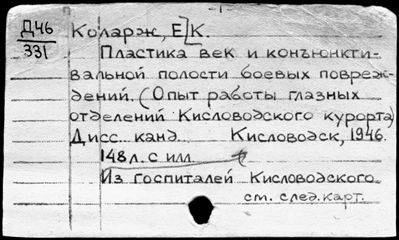 Д46
331
Коларж, Е.К.
Пластика век и конъюнкти-
вальной полости боевых повреж-
дений. (Опыт работы глазных
отделений Кисловодского курорта)
Дисс. канд. Кисловодск, 1946.
148 л. с илл.
Из госпиталей Кисловодского
см. след. карт.